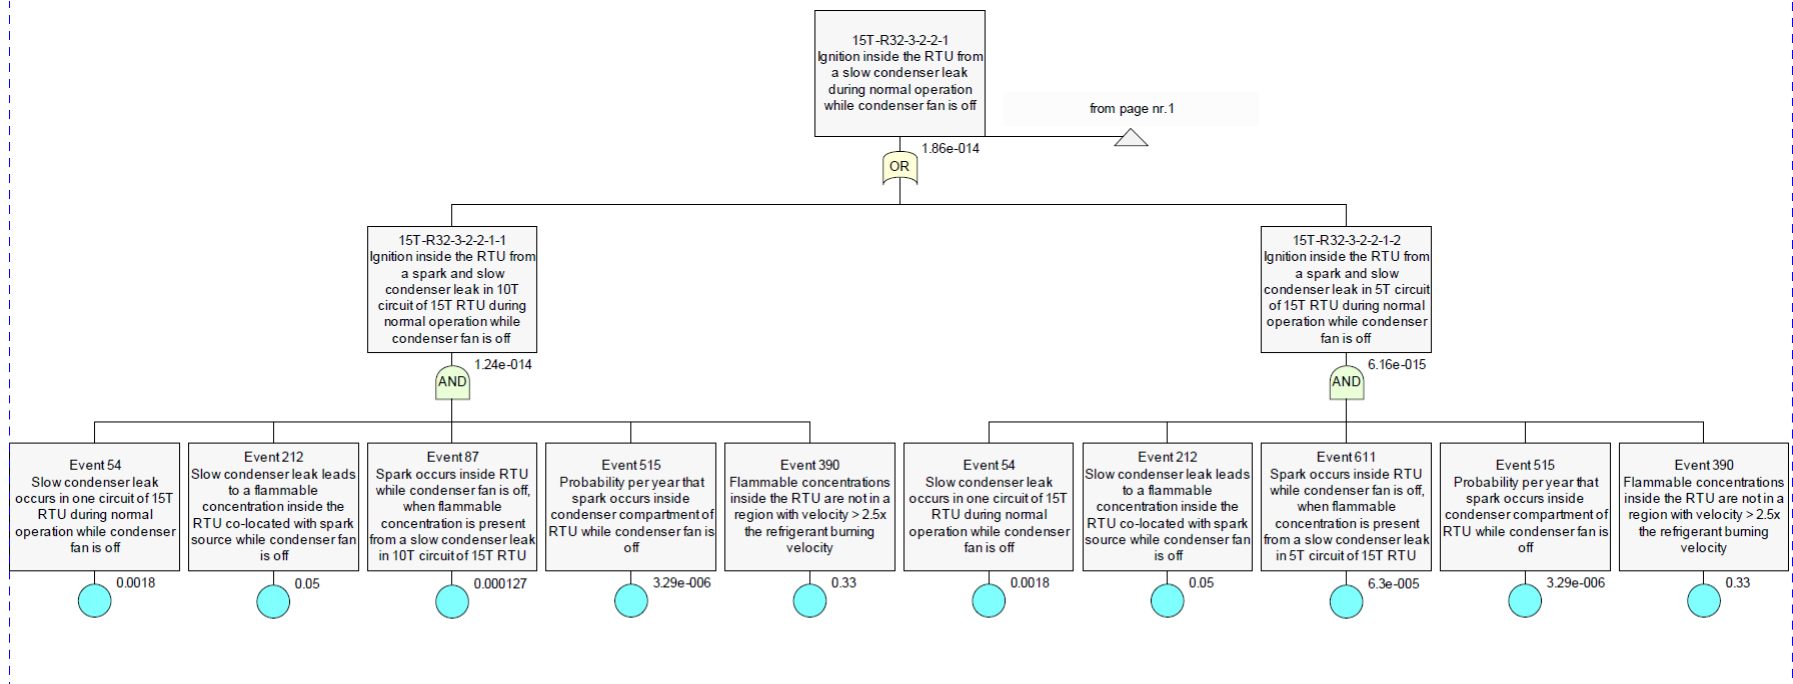 15T-R32-3-2-2-1
Ignition inside the RTU from
a slow condenser leak
during normal operation
while condenser fan is off
from page nr.1
1.86e-014
OR
15T-R32-3-2-2-1-1
Ignition inside the RTU from
a spark and slow
condenser leak in 10T
circuit of 15T RTU during
normal operation while
condenser fan is off
1.24e-014
AND
15T-R32-3-2-2-1-2
Ignition inside the RTU from
a spark and slow
condenser leak in 5T circuit
of 15T RTU during normal
operation while condenser
fan is off
6.16e-015
AND
Event 54
Slow condenser leak
occurs in one circuit of 15T
RTU during normal
operation while condenser
fan is off
0.0018
Event 212
Slow condenser leak leads
to a flammable
concentration inside the
RTU co-located with spark
source while condenser fan
is off
0.05
Event 87
Spark occurs inside RTU
while condenser fan is off,
when flammable
concentration is present
from a slow condenser leak
in 10T circuit of 15T RTU
0.000127
Event 515
Probability per year that
spark occurs inside
condenser compartment of
RTU while condenser fan is
off
3.29e-006
Event 390
Flammable concentrations
inside the RTU are not in a
region with velocity > 2.5x
the refrigerant burning
velocity
0.33
Event 54
Slow condenser leak
occurs in one circuit of 15T
RTU during normal
operation while condenser
fan is off
0.0018
Event 212
Slow condenser leak leads
to a flammable
concentration inside the
RTU co-located with spark
source while condenser fan
is off
0.05
Event 611
Spark occurs inside RTU
while condenser fan is off,
when flammable
concentration is present
from a slow condenser leak
in 5T circuit of 15T RTU
6.3e-005
Event 515
Probability per year that
spark occurs inside
condenser compartment of
RTU while condenser fan is
off
3.29e-006
Event 390
Flammable concentrations
inside the RTU are not in a
region with velocity > 2.5x
the refrigerant burning
velocity
0.33